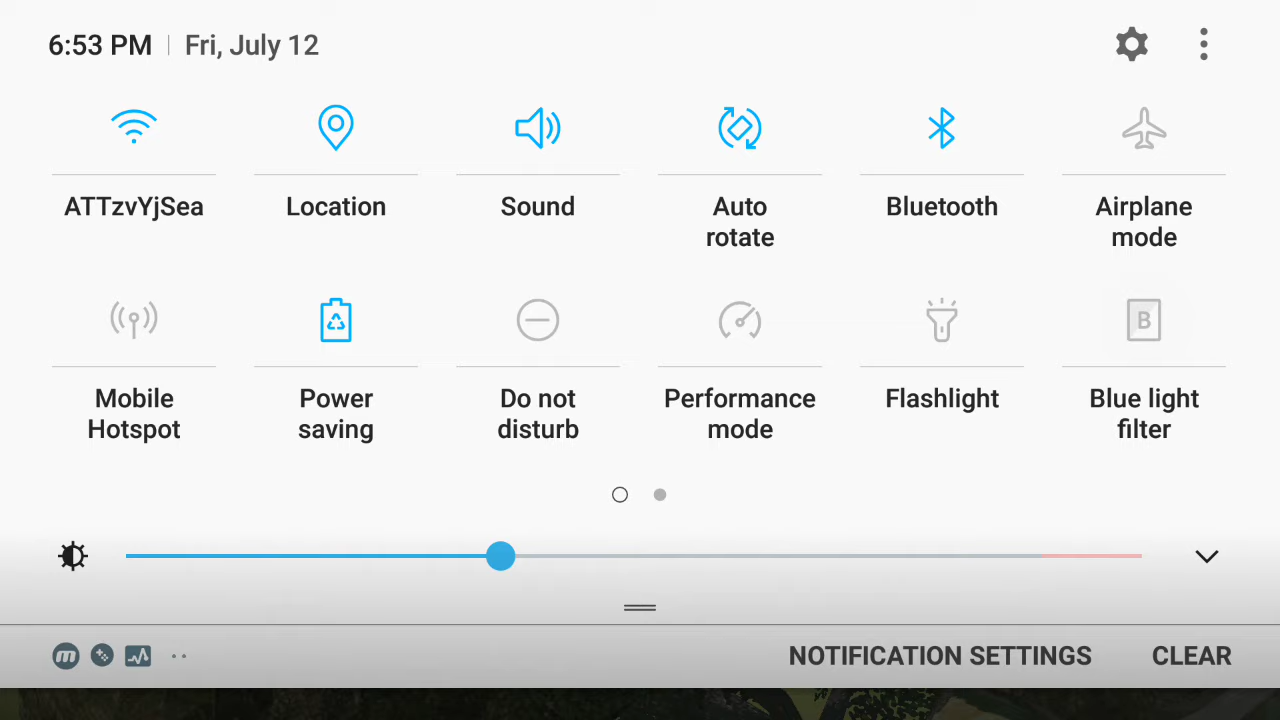 6:53 PM Fri, July 12
ATTzvYjSea Location Sound Auto rotate Bluetooth Airplane mode
Mobile Hotspot Power saving Do not disturb Performance mode Flashlight B Blue light filter
NOTIFICATION SETTINGS CLEAR